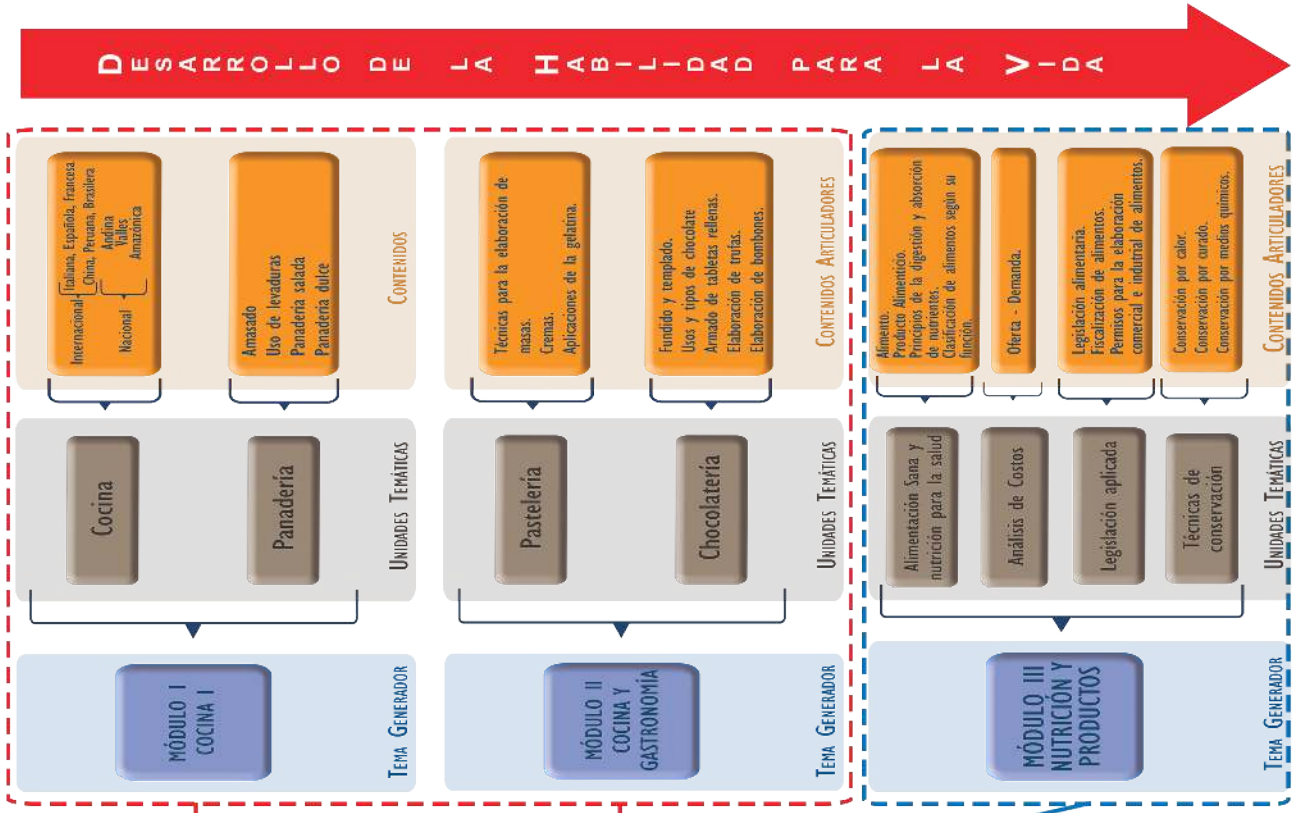 DESARROLLO DE LA HABILIDAD PARA LA VIDA
TEMA GENERADOR
MÓDULO I
COCINA I
UNIDADES TEMÁTICAS
Cocina
Panadería
CONTENIDOS
Internacional
Italiana, Española, Francesa
China, Peruana, Brasilera
Nacional
Andina
Valles
Amazónica
Amasado
Uso de levaduras
Panadería salada
Panadería dulce
TEMA GENERADOR
MÓDULO II
COCINA Y
GASTRONOMÍA
UNIDADES TEMÁTICAS
Pastelería
Chocolatería
CONTENIDOS ARTICULADORES
Técnicas para la elaboración de
masas.
Cremas.
Aplicaciones de la gelatina.
Fundido y templado.
Usos y tipos de chocolate
Armado de tabletas rellenas.
Elaboración de trufas.
Elaboración de bombones.
TEMA GENERADOR
MÓDULO III
NUTRICIÓN Y
PRODUCTOS
UNIDADES TEMÁTICAS
Alimentación Sana y
nutrición para la salud
Análisis de Costos
Legislación aplicada
Técnicas de
conservación
CONTENIDOS ARTICULADORES
Alimento.
Producto Alimenticio.
Principios de la digestión y absorción
de nutrientes.
Clasificación de alimentos según su
función.
Oferta - Demanda.
Legislación alimentaria.
Fiscalización de alimentos.
Permisos para la elaboración
comercial e industrial de alimentos.
Conservación por calor.
Conservación por curado.
Conservación por medios químicos.